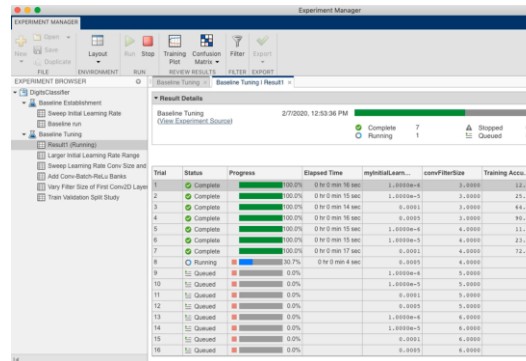 Experiment Manager
EXPERIMENT MANAGER
New Open Save Duplicate Layout Run Stop Training Plot Confusion Matrix Filter Export
FILE ENVIRONMENT RUN REVIEW RESULTS FILTER EXPORT
EXPERIMENT BROWSER
DigitsClassifier
Baseline Establishment
Sweep Initial Learning Rate
Baseline run
Baseline Tuning
Result1 (Running)
Larger Initial Learning Rate Range
Sweep Learning Rate Conv Size and
Add Conv-Batch-ReLu Banks
Vary Filter Size of First Conv2D Layer
Train Validation Split Study
Baseline Tuning × Baseline Tuning | Result1 ×
Result Details
Baseline Tuning 2/7/2020, 12:53:36 PM
(View Experiment Source)
Complete 7 Stopped
Running 1 Queued
Trial Status Progress Elapsed Time myInitialLearn... convFilterSize Training Accu.
1 Complete 100.0% 0 hr 0 min 16 sec 1.0000e-6 3.0000 12.
2 Complete 100.0% 0 hr 0 min 15 sec 1.0000e-5 3.0000
3 Complete 100.0% 0 hr 0 min 14 sec 0.0001 3.0000
4 Complete 100.0% 0 hr 0 min 16 sec 0.0005 3.0000
5 Complete 100.0% 0 hr 0 min 15 sec 1.0000e-6 4.0000 11.
6 Complete 100.0% 0 hr 0 min 15 sec 1.0000e-5 4.0000 23.
7 Complete 100.0% 0 hr 0 min 17 sec 0.0001 4.0000 72.
8 Running 30.7% 0 hr 0 min 4 sec 0.0005 4.0000
9 Queued 0.0% 1.0000e-6 5.0000
10 Queued 0.0% 1.0000e-5 5.0000
11 Queued 0.0% 0.0001 5.0000
12 Queued 0.0% 0.0005 5.0000
13 Queued 0.0% 1.0000e-6 6.0000
14 Queued 0.0% 1.0000e-5 6.0000
15 Queued 0.0% 0.0001 6.0000
16 Queued 0.0% 0.0005 6.0000